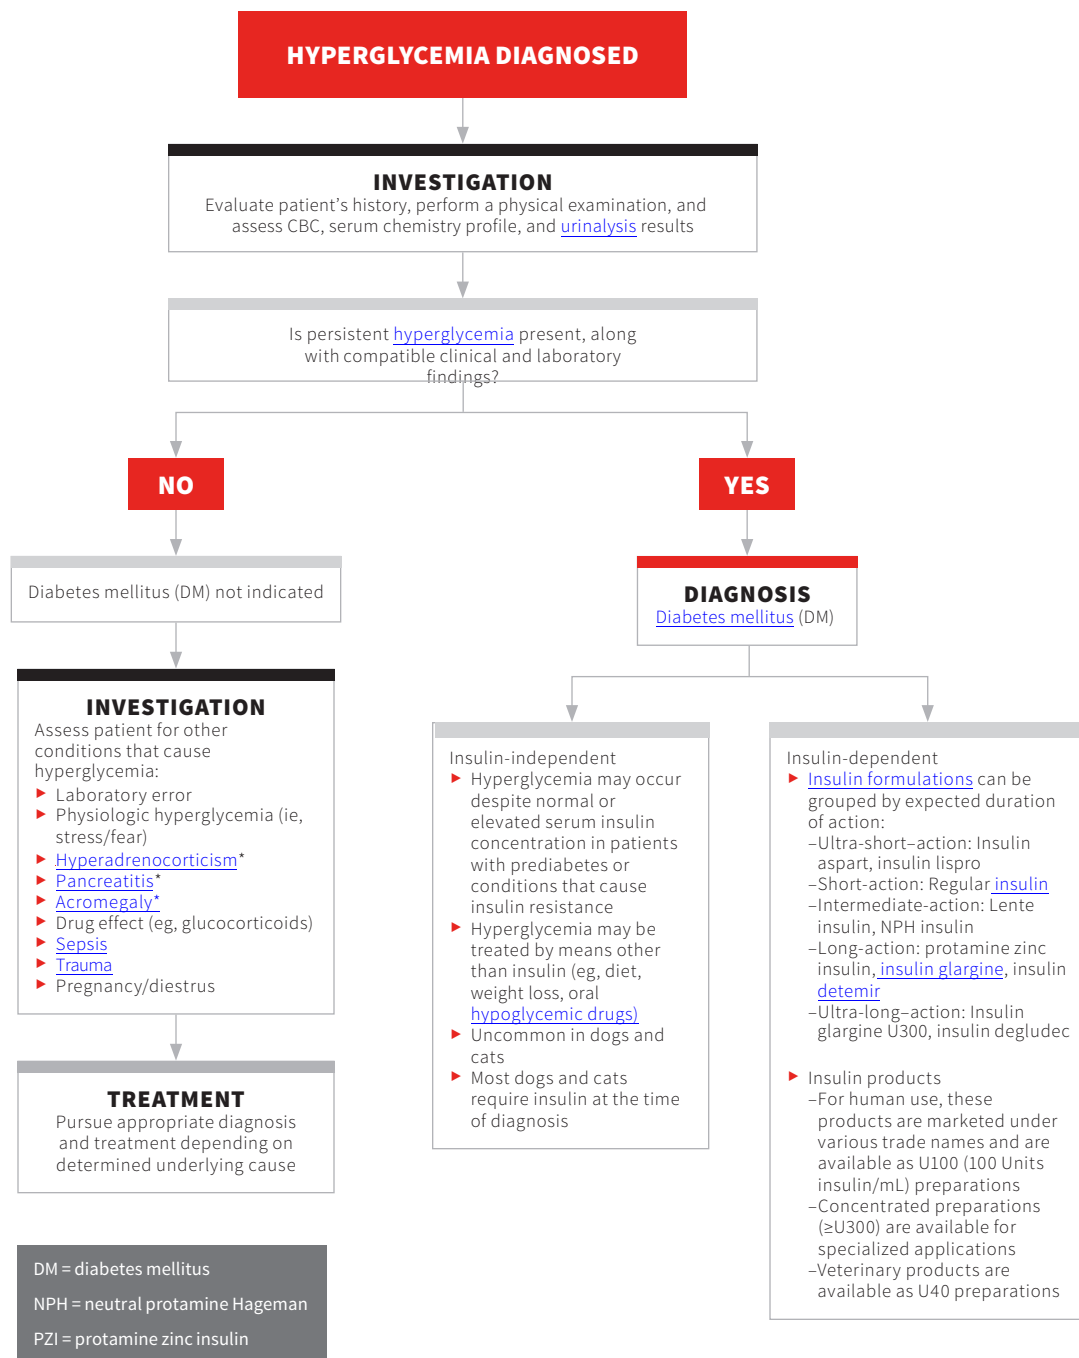 HYPERGLYCEMIA DIAGNOSED
INVESTIGATION
Evaluate patient's history, perform a physical examination, and
assess CBC, serum chemistry profile, and urinalysis results
Is persistent hyperglycemia present, along
with compatible clinical and laboratory
findings?
NO
YES
Diabetes mellitus (DM) not indicated
DIAGNOSIS
Diabetes mellitus (DM)
INVESTIGATION
Assess patient for other
conditions that cause
hyperglycemia:
► Laboratory error
► Physiologic hyperglycemia (ie,
stress/fear)
► Hyperadrenocorticism*
► Pancreatitis*
► Acromegaly*
► Drug effect (eg, glucocorticoids)
► Sepsis
► Trauma
► Pregnancy/diestrus
TREATMENT
Pursue appropriate diagnosis
and treatment depending on
determined underlying cause
Insulin-independent
► Hyperglycemia may occur
despite normal or
elevated serum insulin
concentration in patients
with prediabetes or
conditions that cause
insulin resistance
► Hyperglycemia may be
treated by means other
than insulin (eg, diet,
weight loss, oral
hypoglycemic drugs)
► Uncommon in dogs and
cats
► Most dogs and cats
require insulin at the time
of diagnosis
Insulin-dependent
► Insulin formulations can be
grouped by expected duration
of action:
–Ultra-short–action: Insulin
aspart, insulin lispro
–Short-action: Regular insulin
–Intermediate-action: Lente
insulin, NPH insulin
–Long-action: protamine zinc
insulin, insulin glargine, insulin
detemir
–Ultra-long–action: Insulin
glargine U300, insulin degludec
► Insulin products
–For human use, these
products are marketed under
various trade names and are
available as U100 (100 Units
insulin/mL) preparations
–Concentrated preparations
(≥U300) are available for
specialized applications
–Veterinary products are
available as U40 preparations
DM = diabetes mellitus
NPH = neutral protamine Hageman
PZI = protamine zinc insulin